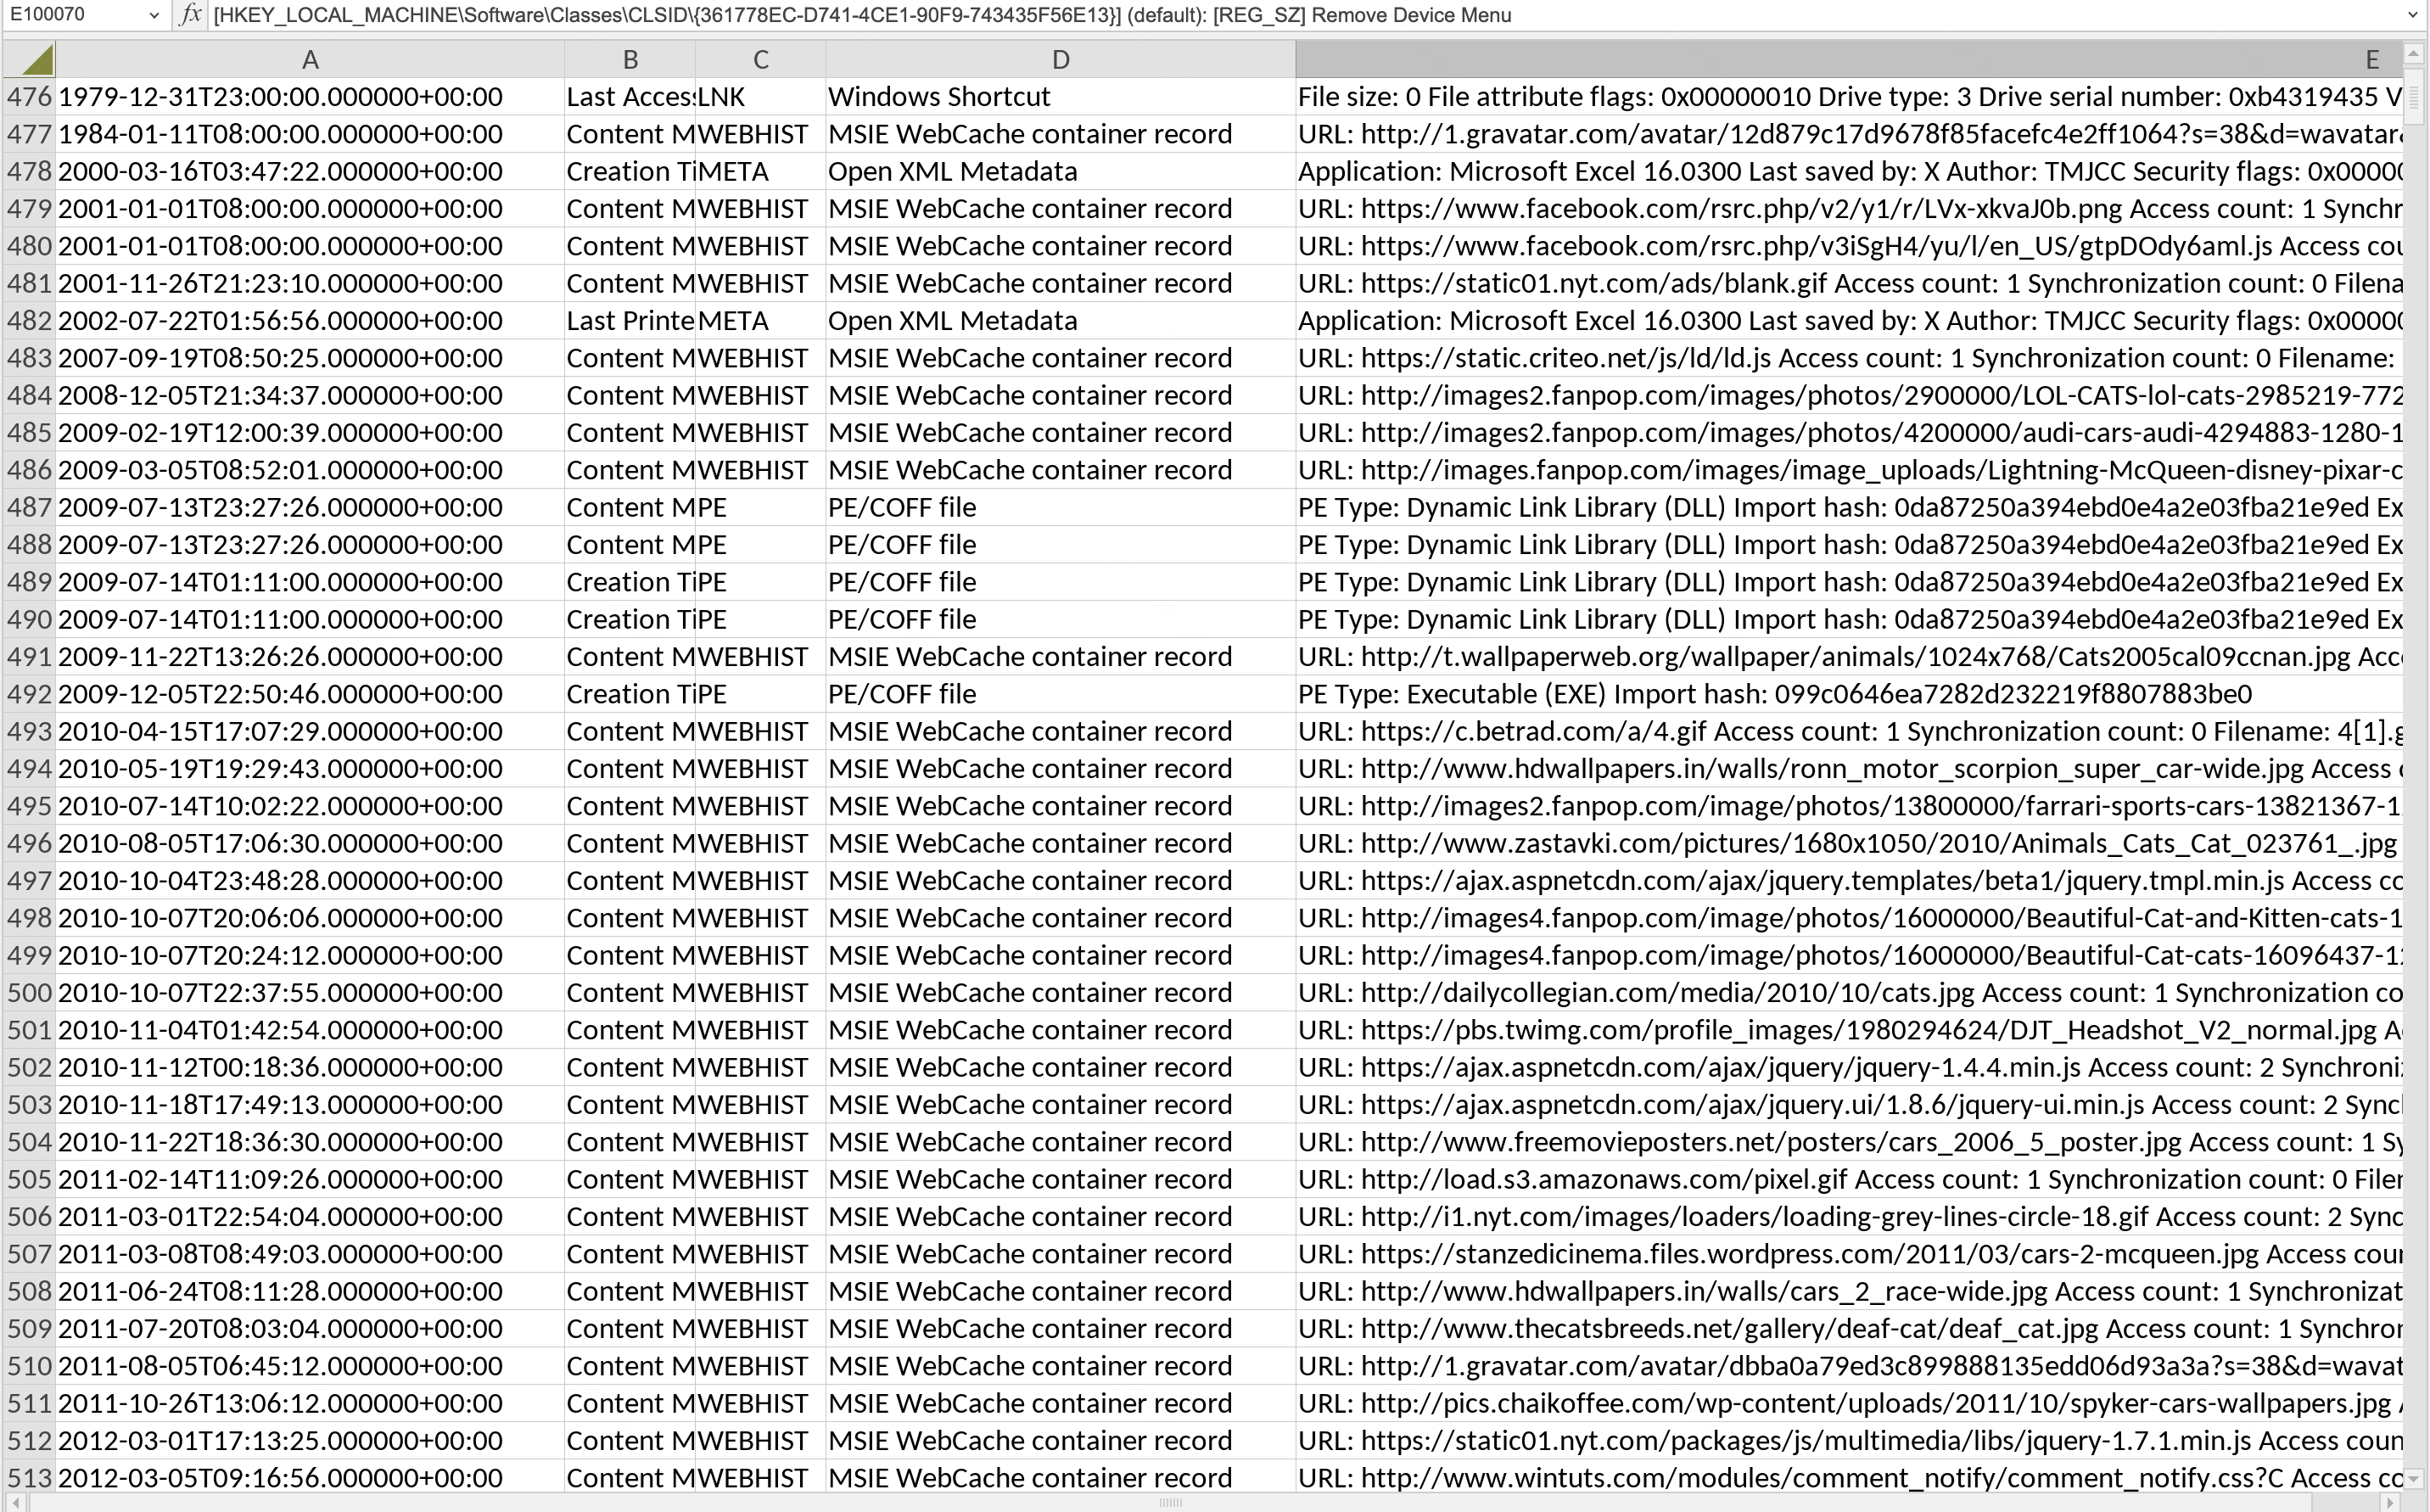 E100070 fx [HKEY_LOCAL_MACHINE\Software\Classes\CLSID\{361778EC-D741-4CE1-90F9-743435F56E13}] (default): [REG_SZ] Remove Device Menu
A B C D E
476 1979-12-31T23:00:00.000000+00:00 Last Acces LNK Windows Shortcut File size: 0 File attribute flags: 0x00000010 Drive type: 3 Drive serial number: 0xb4319435 V
477 1984-01-11T08:00:00.000000+00:00 Content M WEBHIST MSIE WebCache container record URL: http://1.gravatar.com/avatar/12d879c17d9678f85facefc4e2ff1064?s=38&d=wavatar&
478 2000-03-16T03:47:22.000000+00:00 Creation Ti META Open XML Metadata Application: Microsoft Excel 16.0300 Last saved by: X Author: TMJCC Security flags: 0x00000
479 2001-01-01T08:00:00.000000+00:00 Content M WEBHIST MSIE WebCache container record URL: https://www.facebook.com/rsrc.php/v2/y1/r/LVx-xkvaJ0b.png Access count: 1 Synchr
480 2001-01-01T08:00:00.000000+00:00 Content M WEBHIST MSIE WebCache container record URL: https://www.facebook.com/rsrc.php/v3iSgH4/yu/l/en_US/gtpDOdy6aml.js Access cou
481 2001-11-26T21:23:10.000000+00:00 Content M WEBHIST MSIE WebCache container record URL: https://static01.nyt.com/ads/blank.gif Access count: 1 Synchronization count: 0 Filena
482 2002-07-22T01:56:56.000000+00:00 Last Printe META Open XML Metadata Application: Microsoft Excel 16.0300 Last saved by: X Author: TMJCC Security flags: 0x00000
483 2007-09-19T08:50:25.000000+00:00 Content M WEBHIST MSIE WebCache container record URL: https://static.criteo.net/js/ld/ld.js Access count: 1 Synchronization count: 0 Filename:
484 2008-12-05T21:34:37.000000+00:00 Content M WEBHIST MSIE WebCache container record URL: http://images2.fanpop.com/images/photos/2900000/LOL-CATS-lol-cats-2985219-772
485 2009-02-19T12:00:39.000000+00:00 Content M WEBHIST MSIE WebCache container record URL: http://images2.fanpop.com/images/photos/4200000/audi-cars-audi-4294883-1280-1
486 2009-03-05T08:52:01.000000+00:00 Content M WEBHIST MSIE WebCache container record URL: http://images.fanpop.com/images/image_uploads/Lightning-McQueen-disney-pixar-c
487 2009-07-13T23:27:26.000000+00:00 Content M PE PE/COFF file PE Type: Dynamic Link Library (DLL) Import hash: 0da87250a394ebd0e4a2e03fba21e9ed Ex
488 2009-07-13T23:27:26.000000+00:00 Content M PE PE/COFF file PE Type: Dynamic Link Library (DLL) Import hash: 0da87250a394ebd0e4a2e03fba21e9ed Ex
489 2009-07-14T01:11:00.000000+00:00 Creation Ti PE PE/COFF file PE Type: Dynamic Link Library (DLL) Import hash: 0da87250a394ebd0e4a2e03fba21e9ed Ex
490 2009-07-14T01:11:00.000000+00:00 Creation Ti PE PE/COFF file PE Type: Dynamic Link Library (DLL) Import hash: 0da87250a394ebd0e4a2e03fba21e9ed Ex
491 2009-11-22T13:26:26.000000+00:00 Content M WEBHIST MSIE WebCache container record URL: http://t.wallpaperweb.org/wallpaper/animals/1024x768/Cats2005cal09ccnan.jpg Acc
492 2009-12-05T22:50:46.000000+00:00 Creation Ti PE PE/COFF file PE Type: Executable (EXE) Import hash: 099c0646ea7282d232219f8807883be0
493 2010-04-15T17:07:29.000000+00:00 Content M WEBHIST MSIE WebCache container record URL: https://c.betrad.com/a/4.gif Access count: 1 Synchronization count: 0 Filename: 4[1].g
494 2010-05-19T19:29:43.000000+00:00 Content M WEBHIST MSIE WebCache container record URL: http://www.hdwallpapers.in/walls/ronn_motor_scorpion_super_car-wide.jpg Access c
495 2010-07-14T10:02:22.000000+00:00 Content M WEBHIST MSIE WebCache container record URL: http://images2.fanpop.com/image/photos/13800000/farrari-sports-cars-13821367-1
496 2010-08-05T17:06:30.000000+00:00 Content M WEBHIST MSIE WebCache container record URL: http://www.zastavki.com/pictures/1680x1050/2010/Animals_Cats_Cat_023761_.jpg
497 2010-10-04T23:48:28.000000+00:00 Content M WEBHIST MSIE WebCache container record URL: https://ajax.aspnetcdn.com/ajax/jquery.templates/beta1/jquery.tmpl.min.js Access co
498 2010-10-07T20:06:06.000000+00:00 Content M WEBHIST MSIE WebCache container record URL: http://images4.fanpop.com/image/photos/16000000/Beautiful-Cat-and-Kitten-cats-1
499 2010-10-07T20:24:12.000000+00:00 Content M WEBHIST MSIE WebCache container record URL: http://images4.fanpop.com/image/photos/16000000/Beautiful-Cat-cats-16096437-12
500 2010-10-07T22:37:55.000000+00:00 Content M WEBHIST MSIE WebCache container record URL: http://dailycollegian.com/media/2010/10/cats.jpg Access count: 1 Synchronization co
501 2010-11-04T01:42:54.000000+00:00 Content M WEBHIST MSIE WebCache container record URL: https://pbs.twimg.com/profile_images/1980294624/DJT_Headshot_V2_normal.jpg A
502 2010-11-12T00:18:36.000000+00:00 Content M WEBHIST MSIE WebCache container record URL: https://ajax.aspnetcdn.com/ajax/jquery/jquery-1.4.4.min.js Access count: 2 Synchroni
503 2010-11-18T17:49:13.000000+00:00 Content M WEBHIST MSIE WebCache container record URL: https://ajax.aspnetcdn.com/ajax/jquery.ui/1.8.6/jquery-ui.min.js Access count: 2 Sync
504 2010-11-22T18:36:30.000000+00:00 Content M WEBHIST MSIE WebCache container record URL: http://www.freemovieposters.net/posters/cars_2006_5_poster.jpg Access count: 1 Sy
505 2011-02-14T11:09:26.000000+00:00 Content M WEBHIST MSIE WebCache container record URL: http://load.s3.amazonaws.com/pixel.gif Access count: 1 Synchronization count: 0 Filer
506 2011-03-01T22:54:04.000000+00:00 Content M WEBHIST MSIE WebCache container record URL: http://i1.nyt.com/images/loaders/loading-grey-lines-circle-18.gif Access count: 2 Sync
507 2011-03-08T08:49:03.000000+00:00 Content M WEBHIST MSIE WebCache container record URL: https://stanzedicinema.files.wordpress.com/2011/03/cars-2-mcqueen.jpg Access cour
508 2011-06-24T08:11:28.000000+00:00 Content M WEBHIST MSIE WebCache container record URL: http://www.hdwallpapers.in/walls/cars_2_race-wide.jpg Access count: 1 Synchronizat
509 2011-07-20T08:03:04.000000+00:00 Content M WEBHIST MSIE WebCache container record URL: http://www.thecatsbreeds.net/gallery/deaf-cat/deaf_cat.jpg Access count: 1 Synchror
510 2011-08-05T06:45:12.000000+00:00 Content M WEBHIST MSIE WebCache container record URL: http://1.gravatar.com/avatar/dbba0a79ed3c899888135edd06d93a3a?s=38&d=wavat
511 2011-10-26T13:06:12.000000+00:00 Content M WEBHIST MSIE WebCache container record URL: http://pics.chaikoffee.com/wp-content/uploads/2011/10/spyker-cars-wallpapers.jpg
512 2012-03-01T17:13:25.000000+00:00 Content M WEBHIST MSIE WebCache container record URL: https://static01.nyt.com/packages/js/multimedia/libs/jquery-1.7.1.min.js Access coun
513 2012-03-05T09:16:56.000000+00:00 Content M WEBHIST MSIE WebCache container record URL: http://www.wintuts.com/modules/comment_notify/comment_notify.css?C Access co